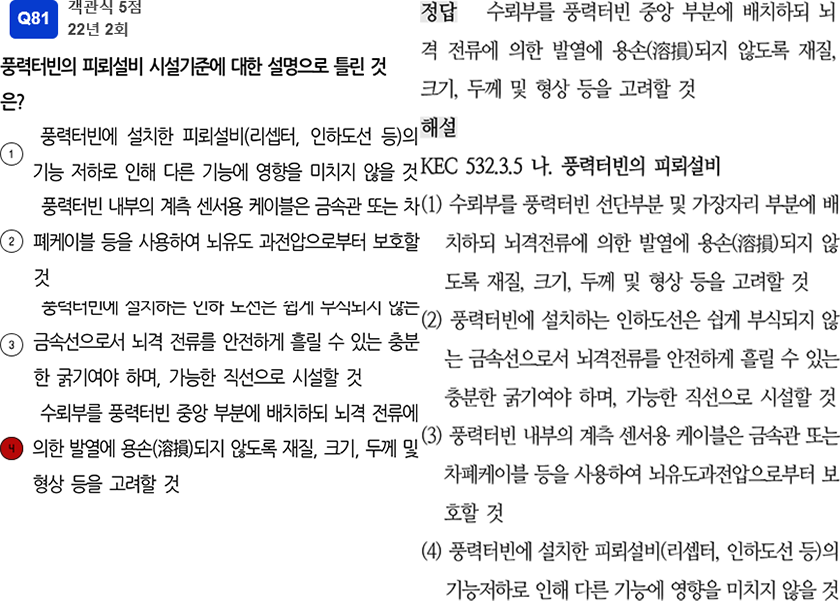 Q81
객관식 5점
22년 2회
풍력터빈의 피뢰설비 시설기준에 대한 설명으로 틀린 것
은?
1 풍력터빈에 설치한 피뢰설비(리셉터, 인하도선 등)의
기능 저하로 인해 다른 기능에 영향을 미치지 않을 것
풍력터빈 내부의 계측 센서용 케이블은 금속관 또는 차
2 폐케이블 등을 사용하여 뇌유도 과전압으로부터 보호할
것
풍력터빈에 설치하는 인하 도선은 쉽게 부식되지 않는
3 금속선으로서 뇌격 전류를 안전하게 흘릴 수 있는 충분
한 굵기여야 하며, 가능한 직선으로 시설할 것
수뢰부를 풍력터빈 중앙 부분에 배치하되 뇌격 전류에
4 의한 발열에 용손(溶損)되지 않도록 재질, 크기, 두께 및
형상 등을 고려할 것
정답 수뢰부를 풍력터빈 중앙 부분에 배치하되 뇌
격 전류에 의한 발열에 용손(溶損)되지 않도록 재질,
크기, 두께 및 형상 등을 고려할 것
해설
KEC 532.3.5 나. 풍력터빈의 피뢰설비
(1) 수뢰부를 풍력터빈 선단부분 및 가장자리 부분에 배
치하되 뇌격전류에 의한 발열에 용손(溶損)되지 않
도록 재질, 크기, 두께 및 형상 등을 고려할 것
(2) 풍력터빈에 설치하는 인하도선은 쉽게 부식되지 않
는 금속선으로서 뇌격전류를 안전하게 흘릴 수 있는
충분한 굵기여야 하며, 가능한 직선으로 시설할 것
(3) 풍력터빈 내부의 계측 센서용 케이블은 금속관 또는
차폐케이블 등을 사용하여 뇌유도과전압으로부터 보
호할 것
(4) 풍력터빈에 설치한 피뢰설비(리셉터, 인하도선 등)의
기능저하로 인해 다른 기능에 영향을 미치지 않을 것